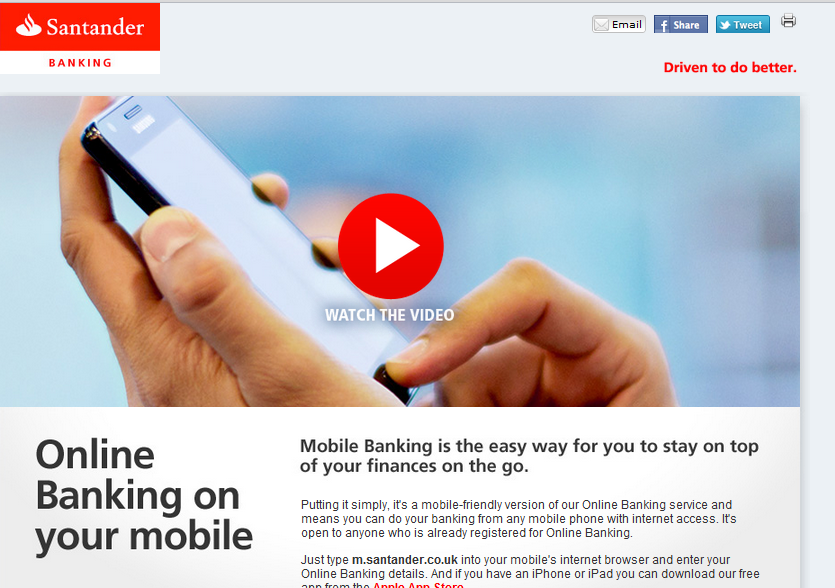 Santander
BANKING
Email
Share
Tweet
Driven to do better.
WATCH THE VIDEO
Online
Banking on
your mobile
Mobile Banking is the easy way for you to stay on top
of your finances on the go.
Putting it simply, it's a mobile-friendly version of our Online Banking service and
means you can do your banking from any mobile phone with internet access. It's
open to anyone who is already registered for Online Banking.
Just type m.santander.co.uk into your mobile's internet browser and enter your
Online Banking details. And if you have an iPhone or iPad you can download our free
app from the Apple App Store